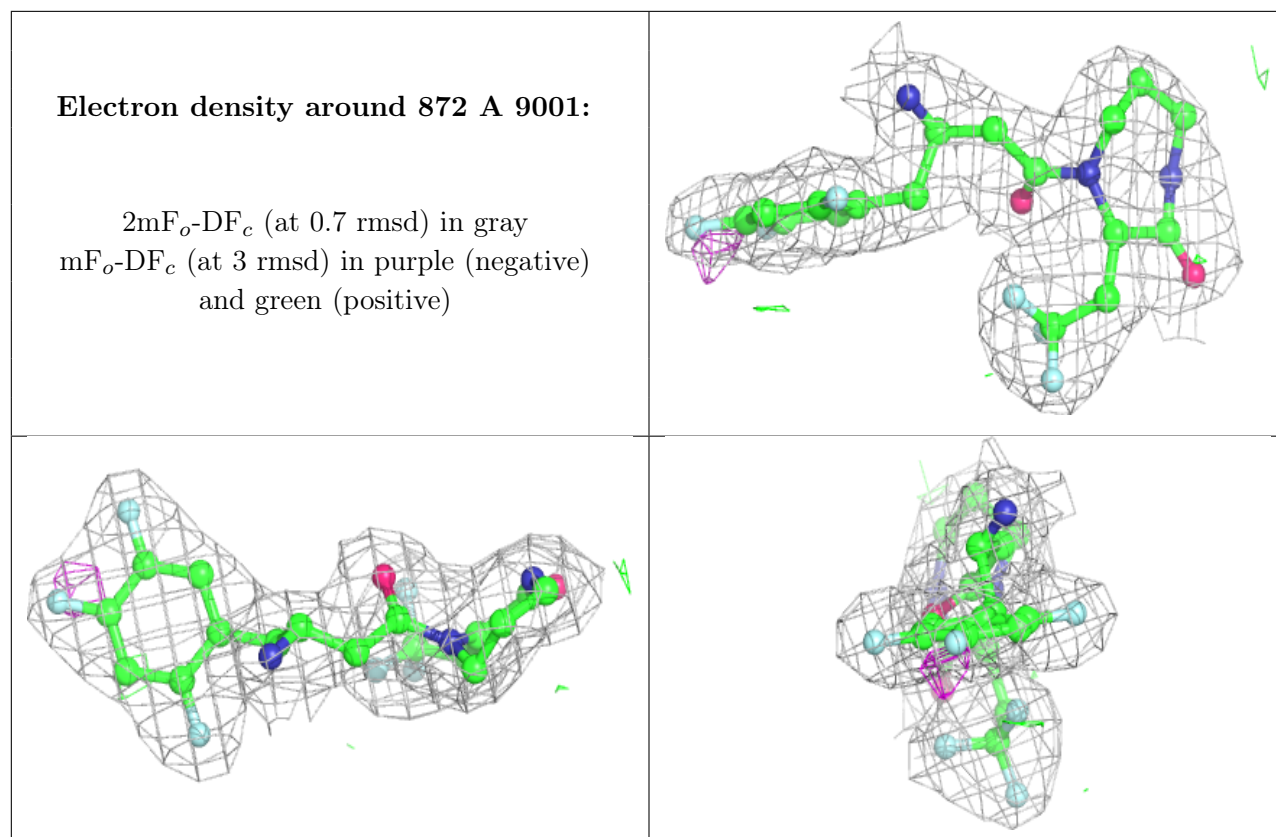 Electron density around 872 A 9001:
2mFo-DFc (at 0.7 rmsd) in gray
mFo-DFc (at 3 rmsd) in purple (negative)
and green (positive)